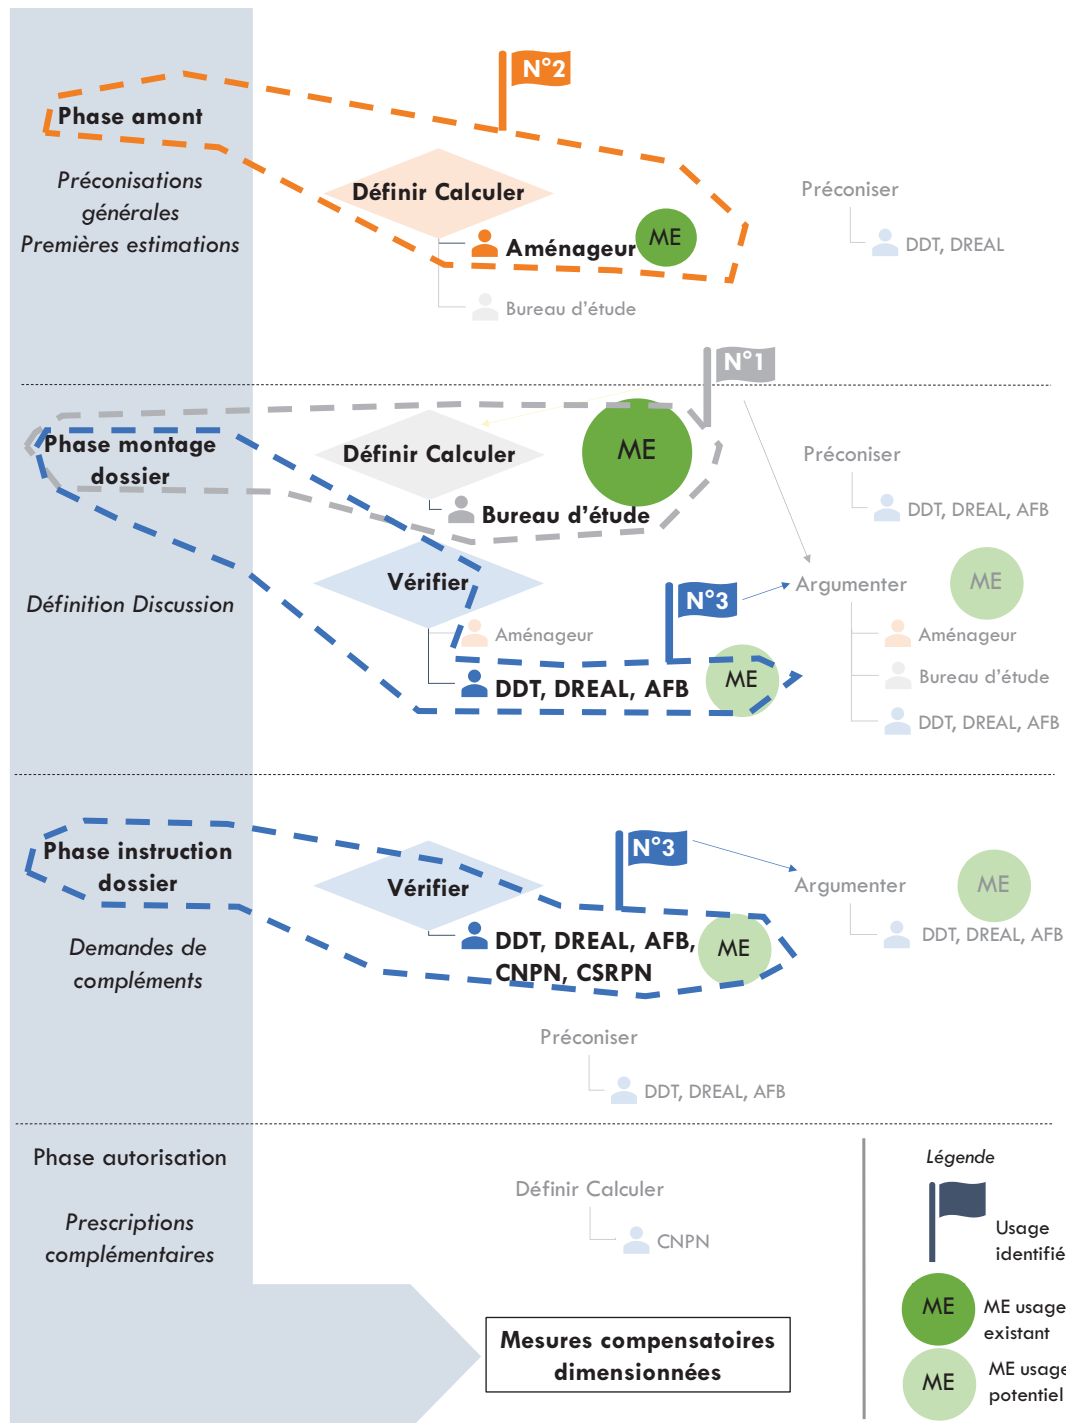 N°2
Phase amont
Préconisations
générales
Premières estimations
Définir Calculer
Aménageur
ME
Bureau d'étude
Préconiser
DDT, DREAL
N°1
Phase montage
dossier
Définir Calculer
ME
Bureau d'étude
Préconiser
DDT, DREAL, AFB
Définition Discussion
Vérifier
Aménageur
DDT, DREAL, AFB
ME
N°3
Argumenter
ME
Aménageur
Bureau d'étude
DDT, DREAL, AFB
Phase instruction
dossier
Demandes de
compléments
Vérifier
N°3
DDT, DREAL, AFB,
CNPN, CSRPN
ME
Argumenter
ME
DDT, DREAL, AFB
Préconiser
DDT, DREAL, AFB
Phase autorisation
Prescriptions
complémentaires
Définir Calculer
CNPN
Mesures compensatoires
dimensionnées
Légende
Usage
identifié
ME
ME usage
existant
ME
ME usage
potentiel